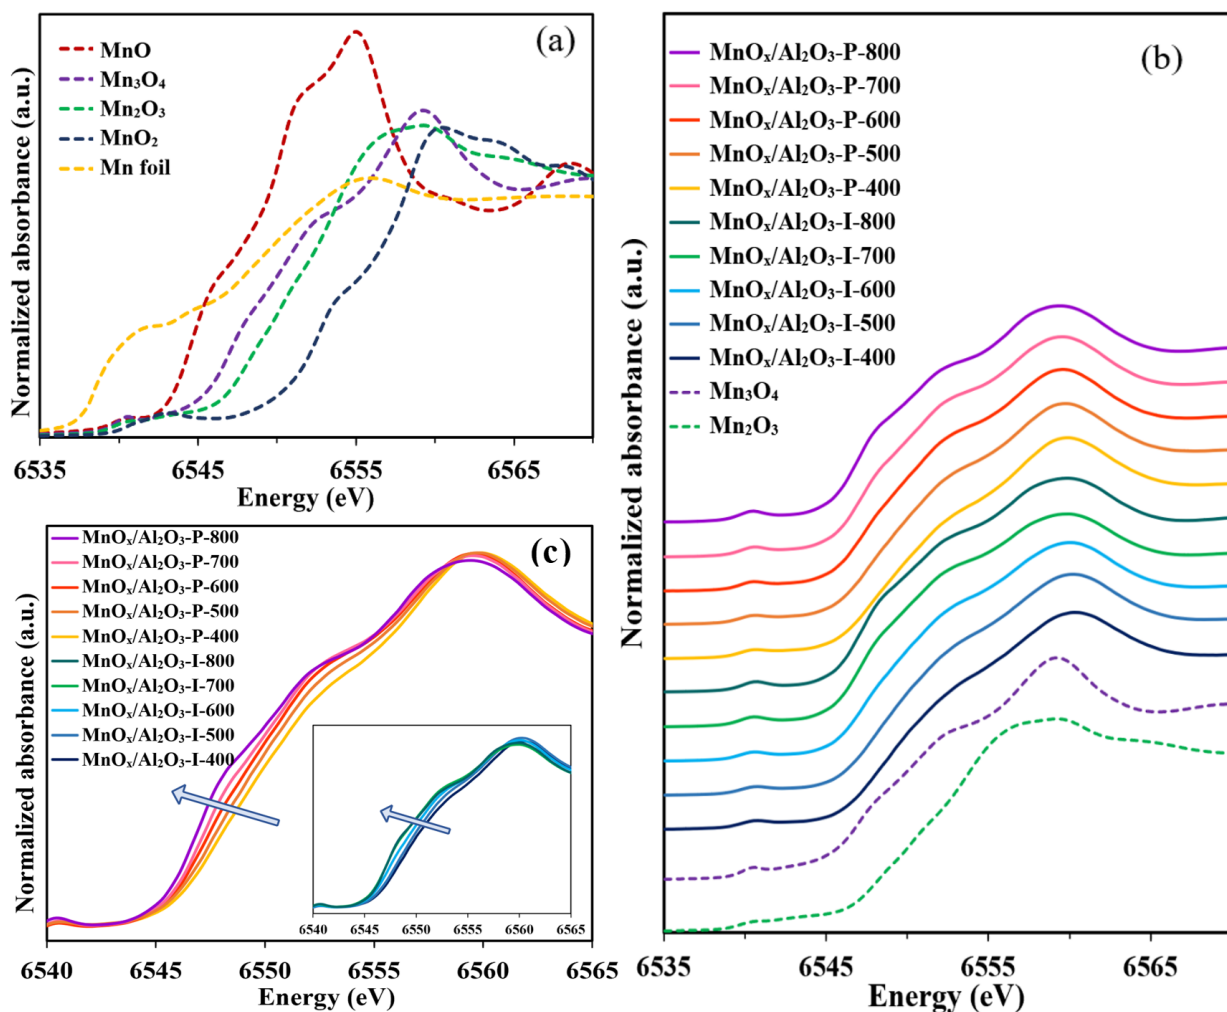 (a)
MnO
Mn₃O₄
Mn₂O₃
MnO₂
Mn foil
Normalized absorbance (a.u.)
6535 6545 6555 6565
Energy (eV)
(b)
MnOₓ/Al₂O₃-P-800
MnOₓ/Al₂O₃-P-700
MnOₓ/Al₂O₃-P-600
MnOₓ/Al₂O₃-P-500
MnOₓ/Al₂O₃-P-400
MnOₓ/Al₂O₃-I-800
MnOₓ/Al₂O₃-I-700
MnOₓ/Al₂O₃-I-600
MnOₓ/Al₂O₃-I-500
MnOₓ/Al₂O₃-I-400
Mn₃O₄
Mn₂O₃
Normalized absorbance (a.u.)
6535 6545 6555 6565
Energy (eV)
(c)
MnOₓ/Al₂O₃-P-800
MnOₓ/Al₂O₃-P-700
MnOₓ/Al₂O₃-P-600
MnOₓ/Al₂O₃-P-500
MnOₓ/Al₂O₃-P-400
MnOₓ/Al₂O₃-I-800
MnOₓ/Al₂O₃-I-700
MnOₓ/Al₂O₃-I-600
MnOₓ/Al₂O₃-I-500
MnOₓ/Al₂O₃-I-400
Normalized absorbance (a.u.)
6540 6545 6550 6555 6560 6565
6540 6545 6550 6555 6560 6565
Energy (eV)